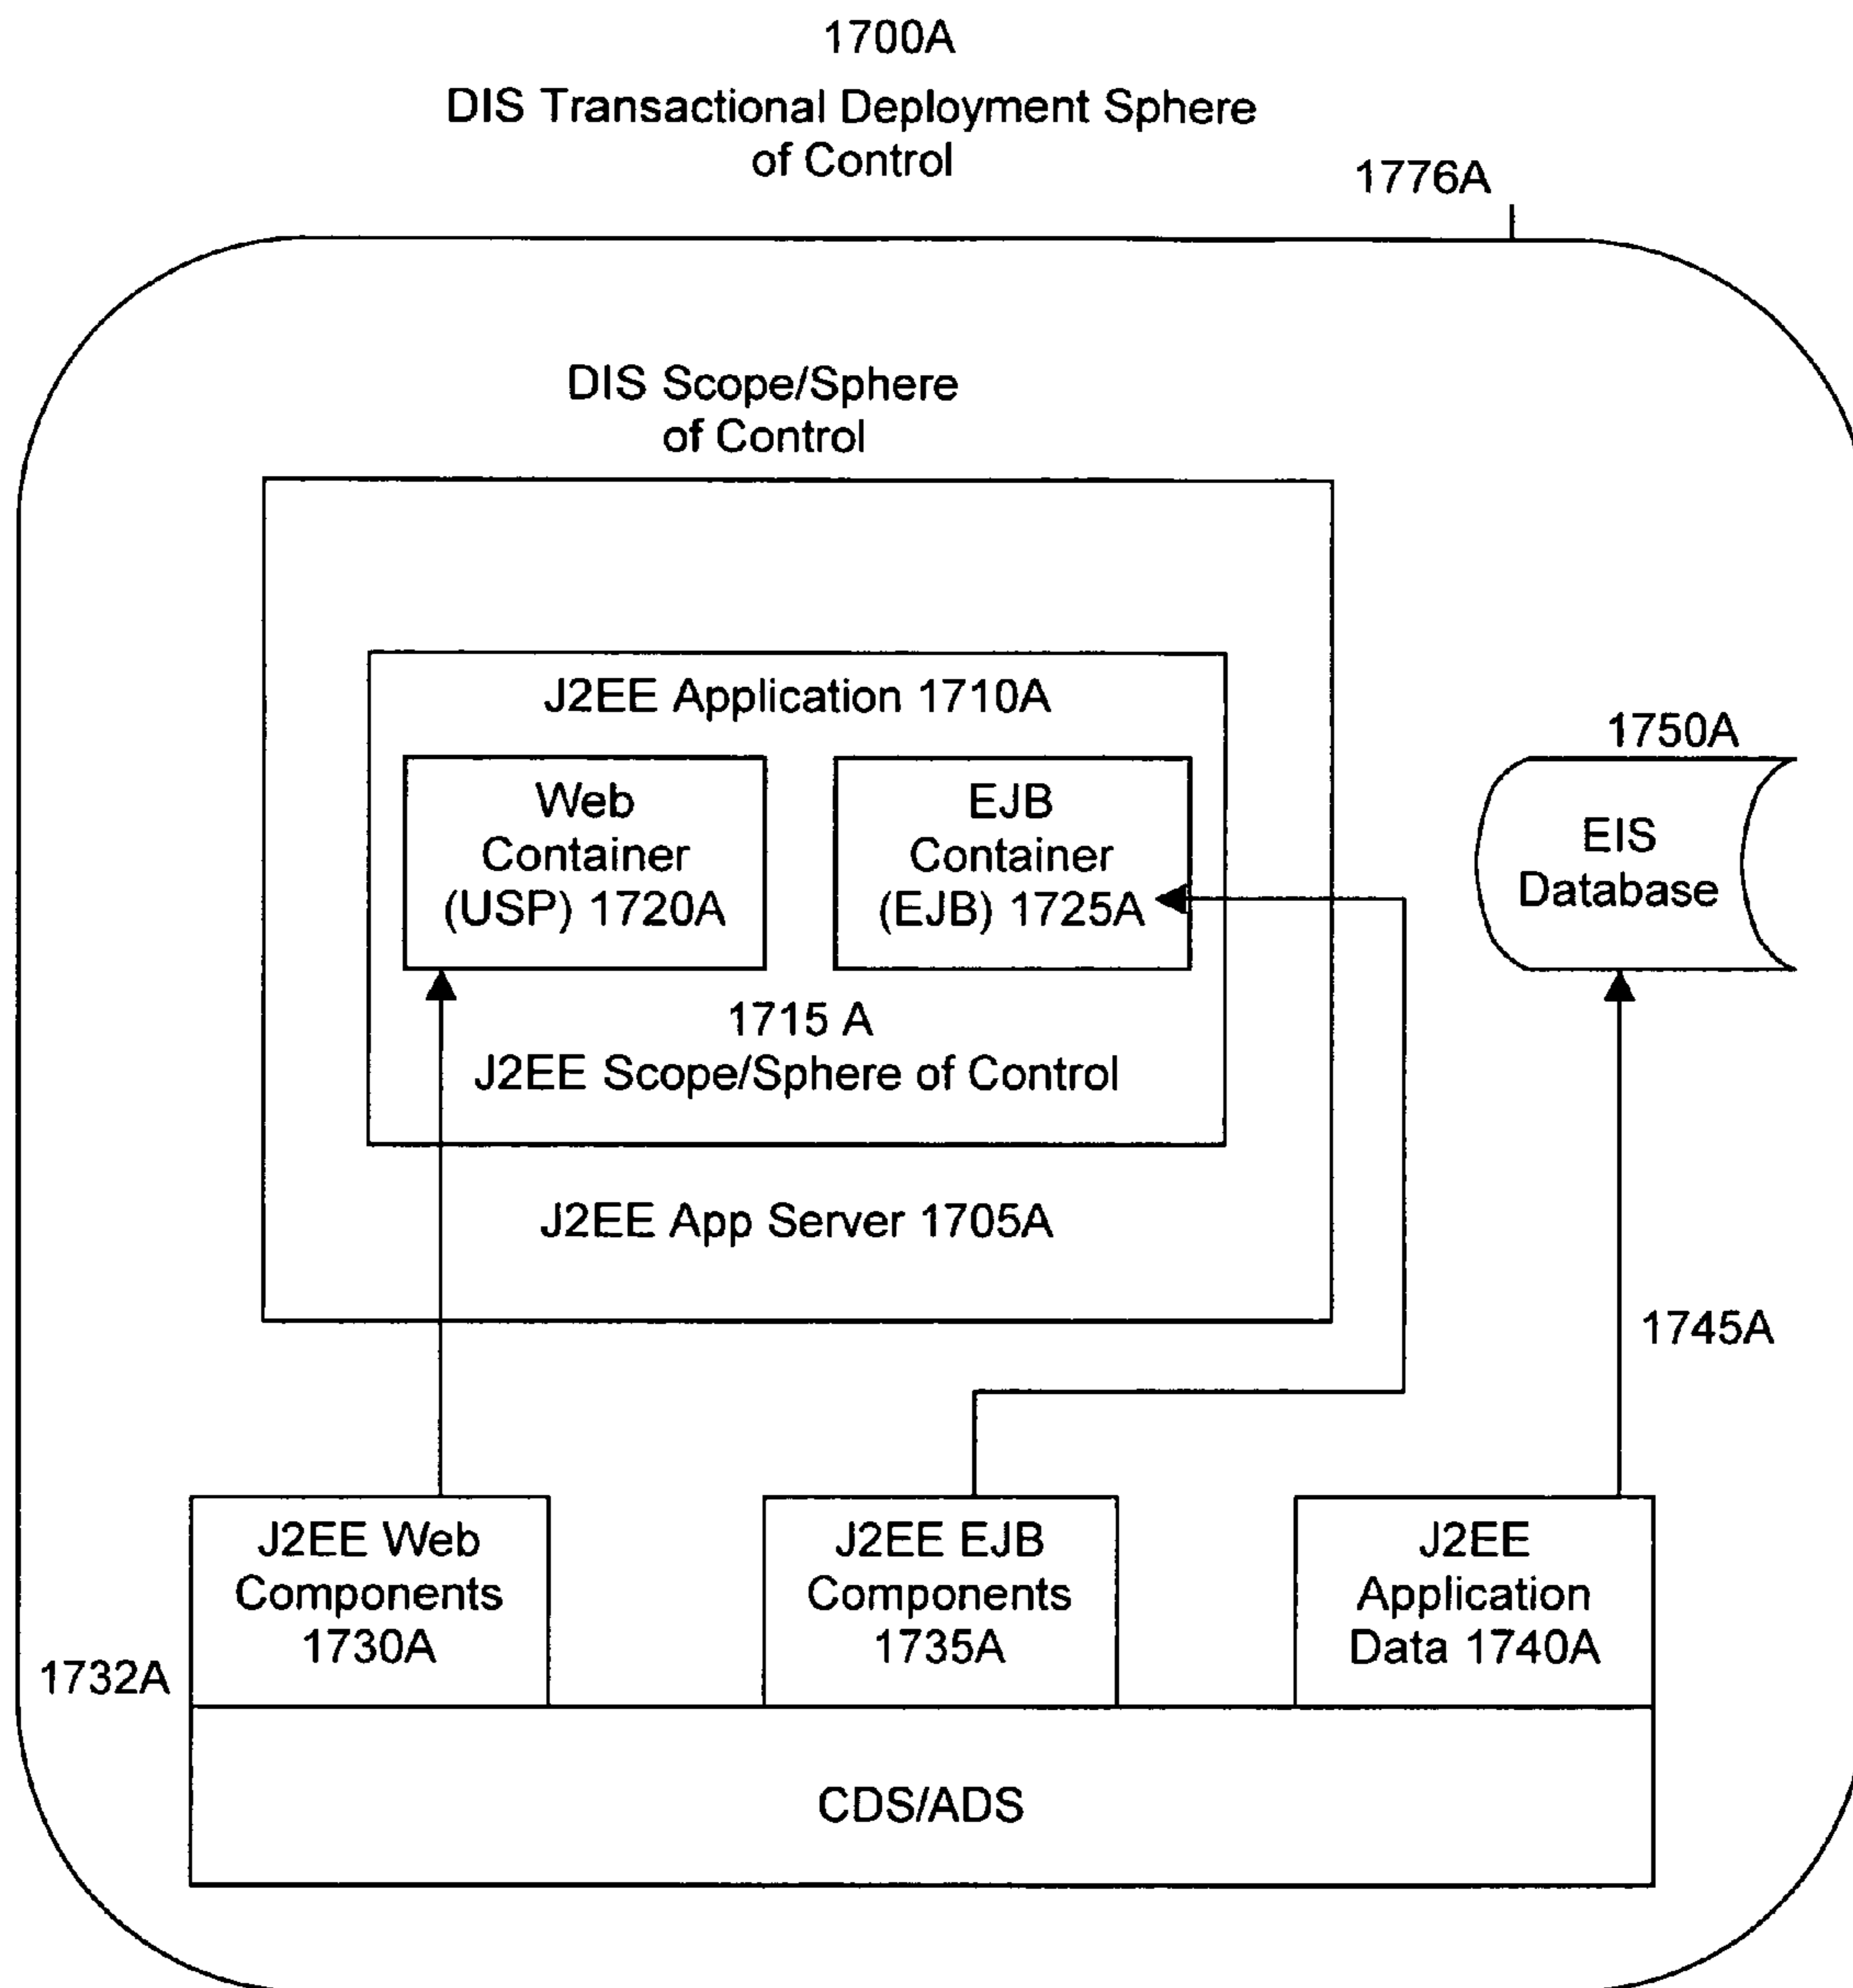 1700A
DIS Transactional Deployment Sphere
of Control
1776A
DIS Scope/Sphere
of Control
J2EE Application 1710A
Web
Container
(USP) 1720A
EJB
Container
(EJB) 1725A
1715 A
J2EE Scope/Sphere of Control
J2EE App Server 1705A
1750A
EIS
Database
1745A
J2EE Web
Components
1730A
J2EE EJB
Components
1735A
J2EE
Application
Data 1740A
1732A
CDS/ADS